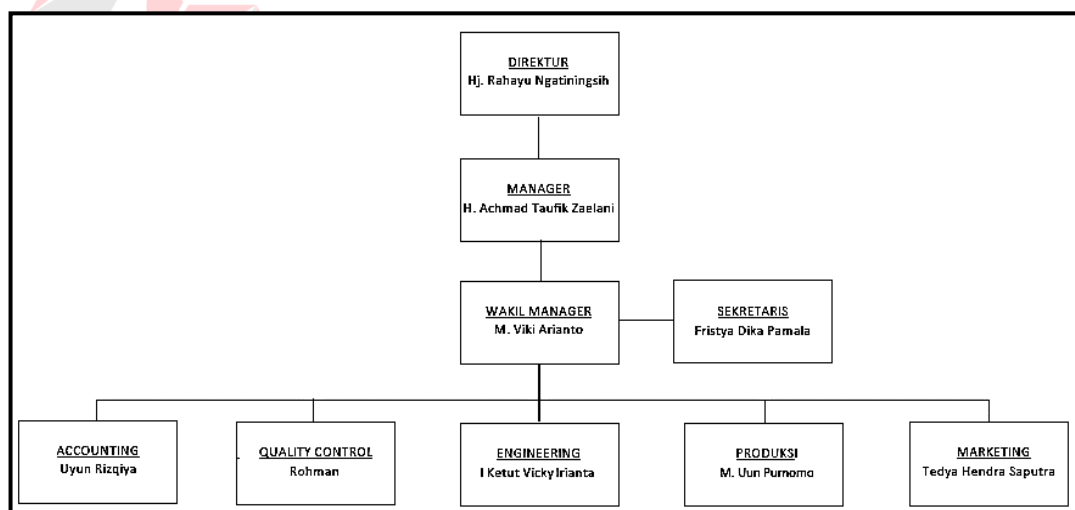 DIREKTUR
Hj. Rahayu Ngatiningsih
MANAGER
H. Achmad Taufik Zaelani
WAKIL MANAGER
M. Viki Arianto
SEKRETARIS
Fristya Dika Pamala
ACCOUNTING
Uyun Rizqiya
QUALITY CONTROL
Rohman
ENGINEERING
I Ketut Vicky Irianta
PRODUKSI
M. Uun Purnomo
MARKETING
Tedya Hendra Saputra